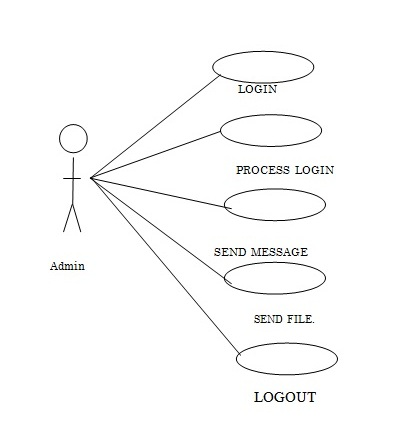 LOGIN
PROCESS LOGIN
SEND MESSAGE
Admin
SEND FILE.
LOGOUT